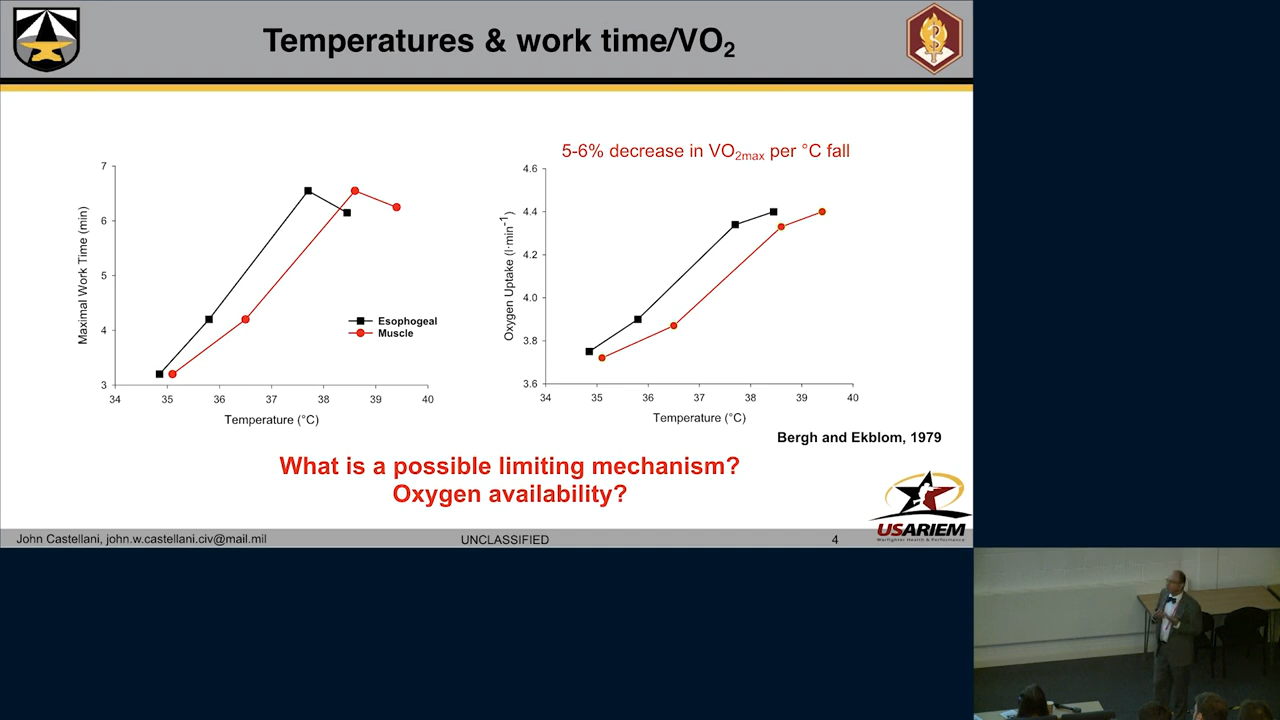 Temperatures & work time/VO₂
5-6% decrease in VO₂max per °C fall
7
6
5
4
3
Maximal Work Time (min)
34 35 36 37 38 39 40
Temperature (°C)
Esophogeal
Muscle
4.6
4.4
4.2
4.0
3.8
3.6
Oxygen Uptake (l·min⁻¹)
34 35 36 37 38 39 40
Temperature (°C)
Bergh and Ekblom, 1979
What is a possible limiting mechanism?
Oxygen availability?
USARIEM
Warfighter Health & Performance
John Castellani, john.w.castellani.civ@mail.mil UNCLASSIFIED 4